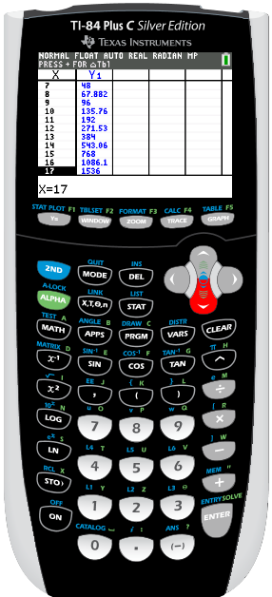 TI-84 Plus C Silver Edition
TEXAS INSTRUMENTS
NORMAL FLOAT AUTO REAL RADIAN MP
PRESS + FOR △Tb1
X Y1
7 48
8 67.882
9 96
10 135.76
11 192
12 271.53
13 384
14 543.06
15 768
16 1086.1
17 1536
X=17
STAT PLOT F1 TBLSET F2 FORMAT F3 CALC F4 TABLE F5
Y= WINDOW ZOOM TRACE GRAPH
QUIT INS
2ND MODE DEL
A-LOCK LINK LIST
ALPHA X,T,Θ,n STAT
TEST A ANGLE B DRAW C DISTR
MATH APPS PRGM VARS CLEAR
MATRIX D SIN⁻¹ E COS⁻¹ F TAN⁻¹ G π H
x⁻¹ SIN COS TAN ^
√ I EE J { K } L e M
x² , ( ) ÷
10ˣ N u O v P w Q [ R
LOG 7 8 9 ×
eˣ S L4 T L5 U L6 V ] W
LN 4 5 6 −
RCL X L1 Y L2 Z L3 θ MEM "
STO› 1 2 3 +
OFF CATALOG i : ANS ? ENTRY SOLVE
ON 0 . (−) ENTER